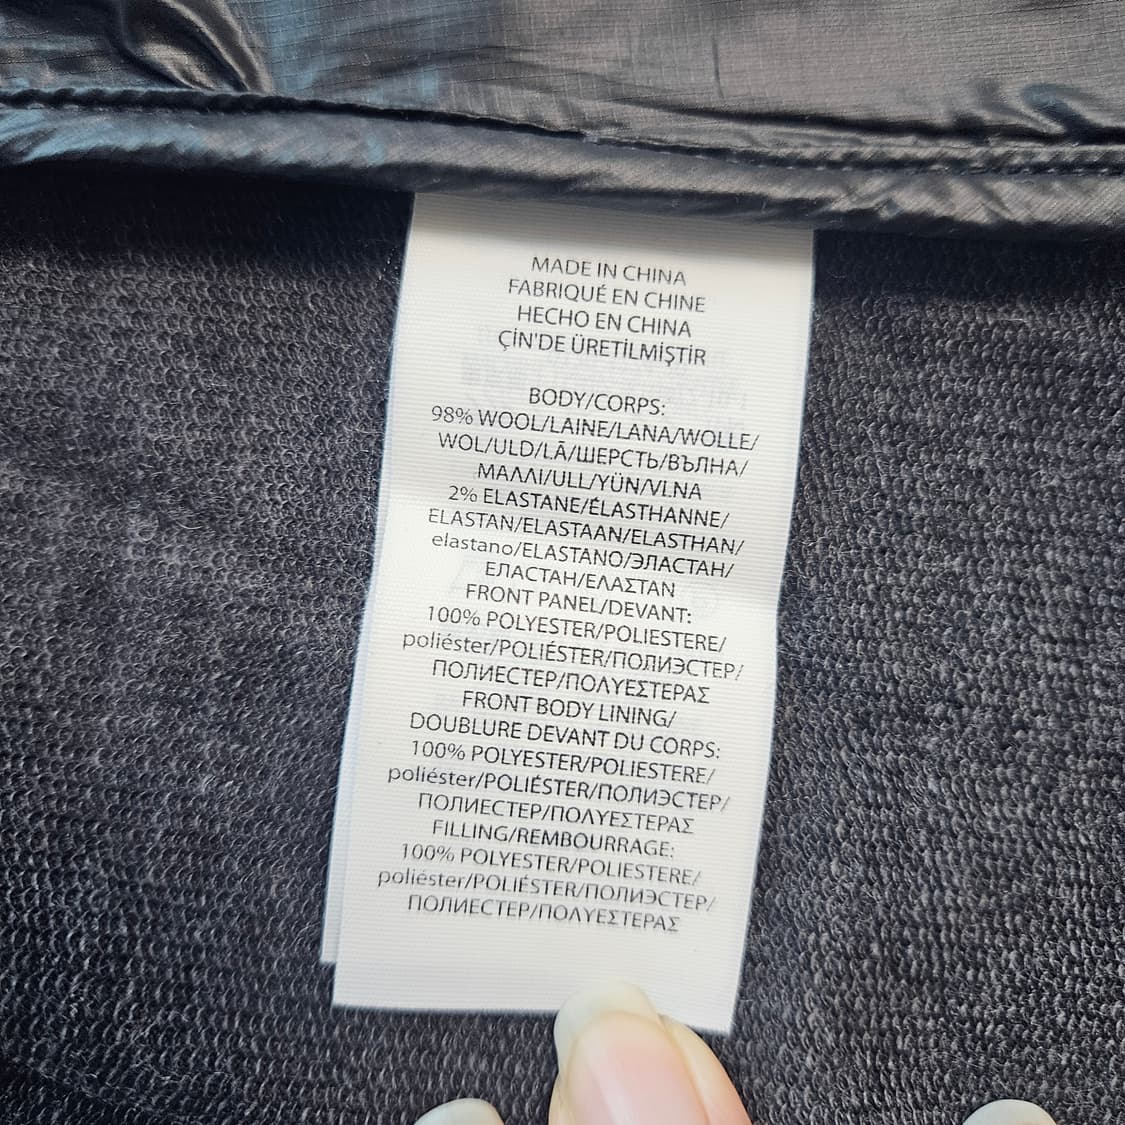 MADE IN CHINA
FABRIQUÉ EN CHINE
HECHO EN CHINA
ÇİN'DE ÜRETİLMİŞTİR
BODY/CORPS:
98% WOOL/LAINE/LANA/WOLLE/
WOL/ULD/LÃ/ШЕРСТЬ/ВЪЛНА/
ΜΑΛΛΙ/ULL/YÜN/VLNA
2% ELASTANE/ÉLASTHANNE/
ELASTAN/ELASTAAN/ELASTHAN/
elastano/ELASTANO/ЭЛАСТАН/
ЕЛАСТАН/ΕΛΑΣΤΑΝ
FRONT PANEL/DEVANT:
100% POLYESTER/POLIESTERE/
poliéster/POLIÉSTER/ПОЛИЭСТЕР/
ПОЛИЕСТЕР/ΠΟΛΥΕΣΤΕΡΑΣ
FRONT BODY LINING/
DOUBLURE DEVANT DU CORPS:
100% POLYESTER/POLIESTERE/
poliéster/POLIÉSTER/ПОЛИЭСТЕР/
ПОЛИЕСТЕР/ΠΟΛΥΕΣΤΕΡΑΣ
FILLING/REMBOURRAGE:
100% POLYESTER/POLIESTERE/
poliéster/POLIÉSTER/ПОЛИЭСТЕР/
ПОЛИЕСТЕР/ΠΟΛΥΕΣΤΕΡΑΣ